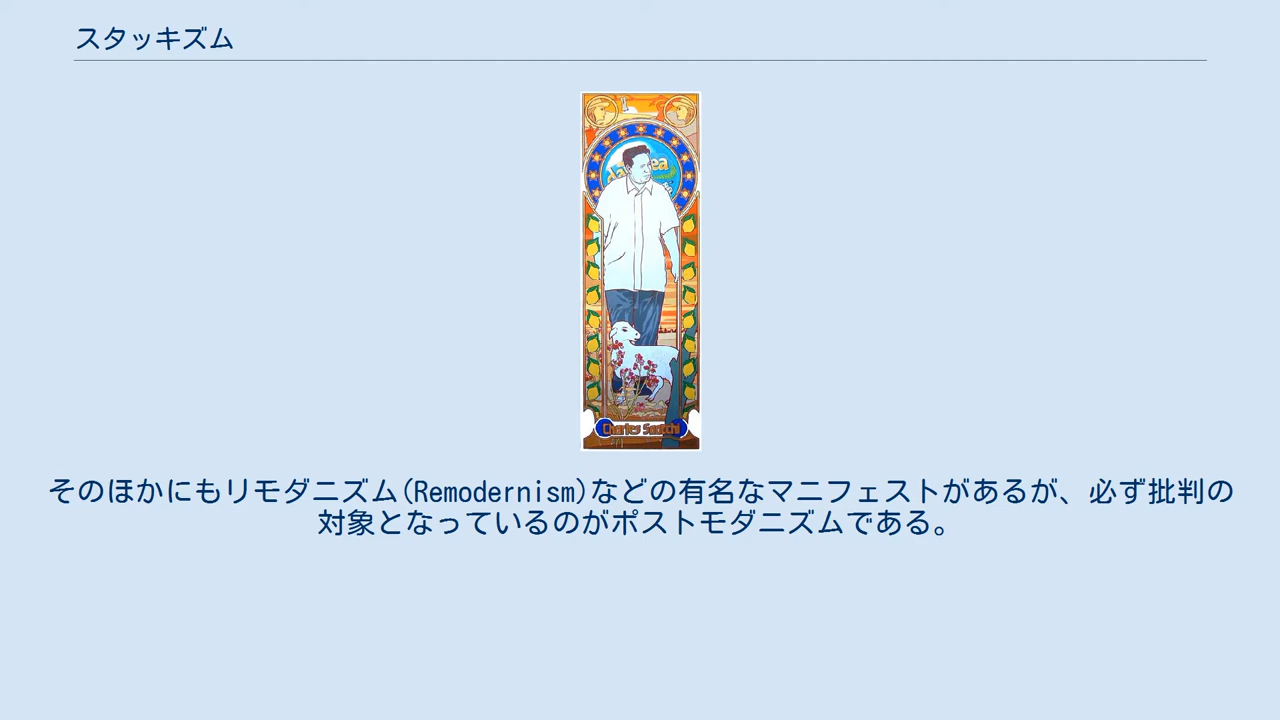 スタッキズム
Charles Saatchi
そのほかにもリモダニズム(Remodernism)などの有名なマニフェストがあるが、必ず批判の
対象となっているのがポストモダニズムである。